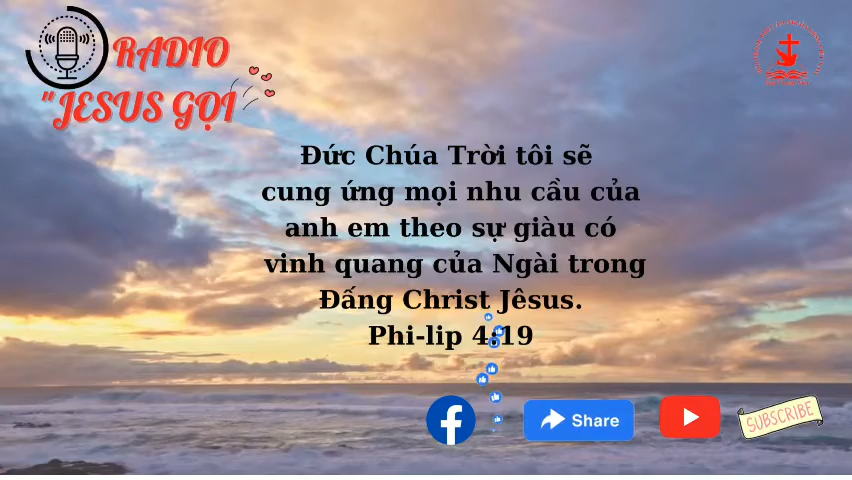 RADIO
"JESUS GỌI
Đức Chúa Trời tôi sẽ
cung ứng mọi nhu cầu của
anh em theo sự giàu có
vinh quang của Ngài trong
Đấng Christ Jêsus.
Phi-lip 4:19
Share
SUBSCRIBE